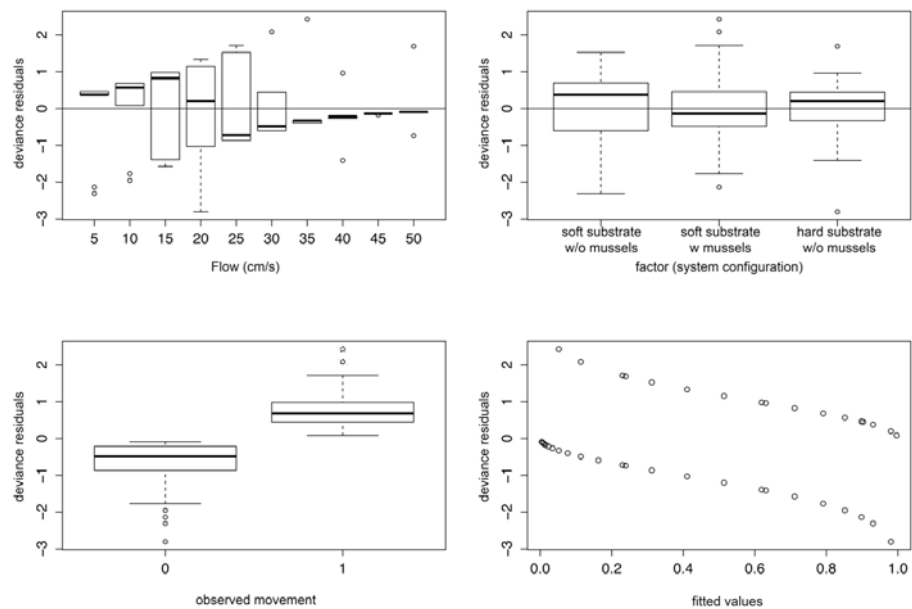 deviance residuals
2
1
0
−1
−2
−3
5 10 15 20 25 30 35 40 45 50
Flow (cm/s)
deviance residuals
2
1
0
−1
−2
−3
soft substrate soft substrate hard substrate
w/o mussels w mussels w/o mussels
factor (system configuration)
deviance residuals
2
1
0
−1
−2
−3
0 1
observed movement
deviance residuals
2
1
0
−1
−2
−3
0.0 0.2 0.4 0.6 0.8 1.0
fitted values